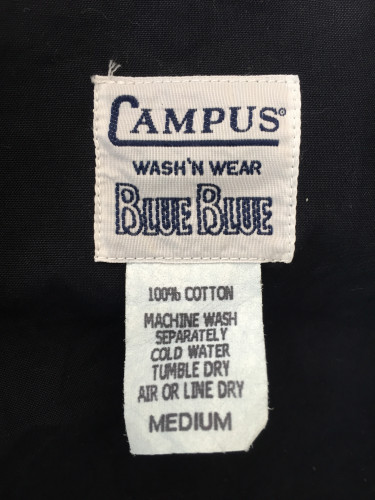 CAMPUS®
WASH'N WEAR
BLUE BLUE
100% COTTON
MACHINE WASH
SEPARATELY
COLD WATER
TUMBLE DRY
AIR OR LINE DRY
MEDIUM